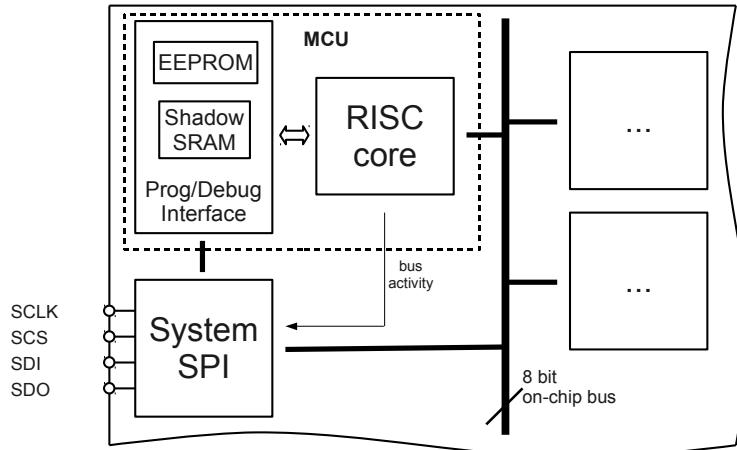 MCU
EEPROM
Shadow
SRAM
Prog/Debug
Interface
RISC
core
...
...
bus
activity
SCLK
SCS
SDI
SDO
System
SPI
8 bit
on-chip bus